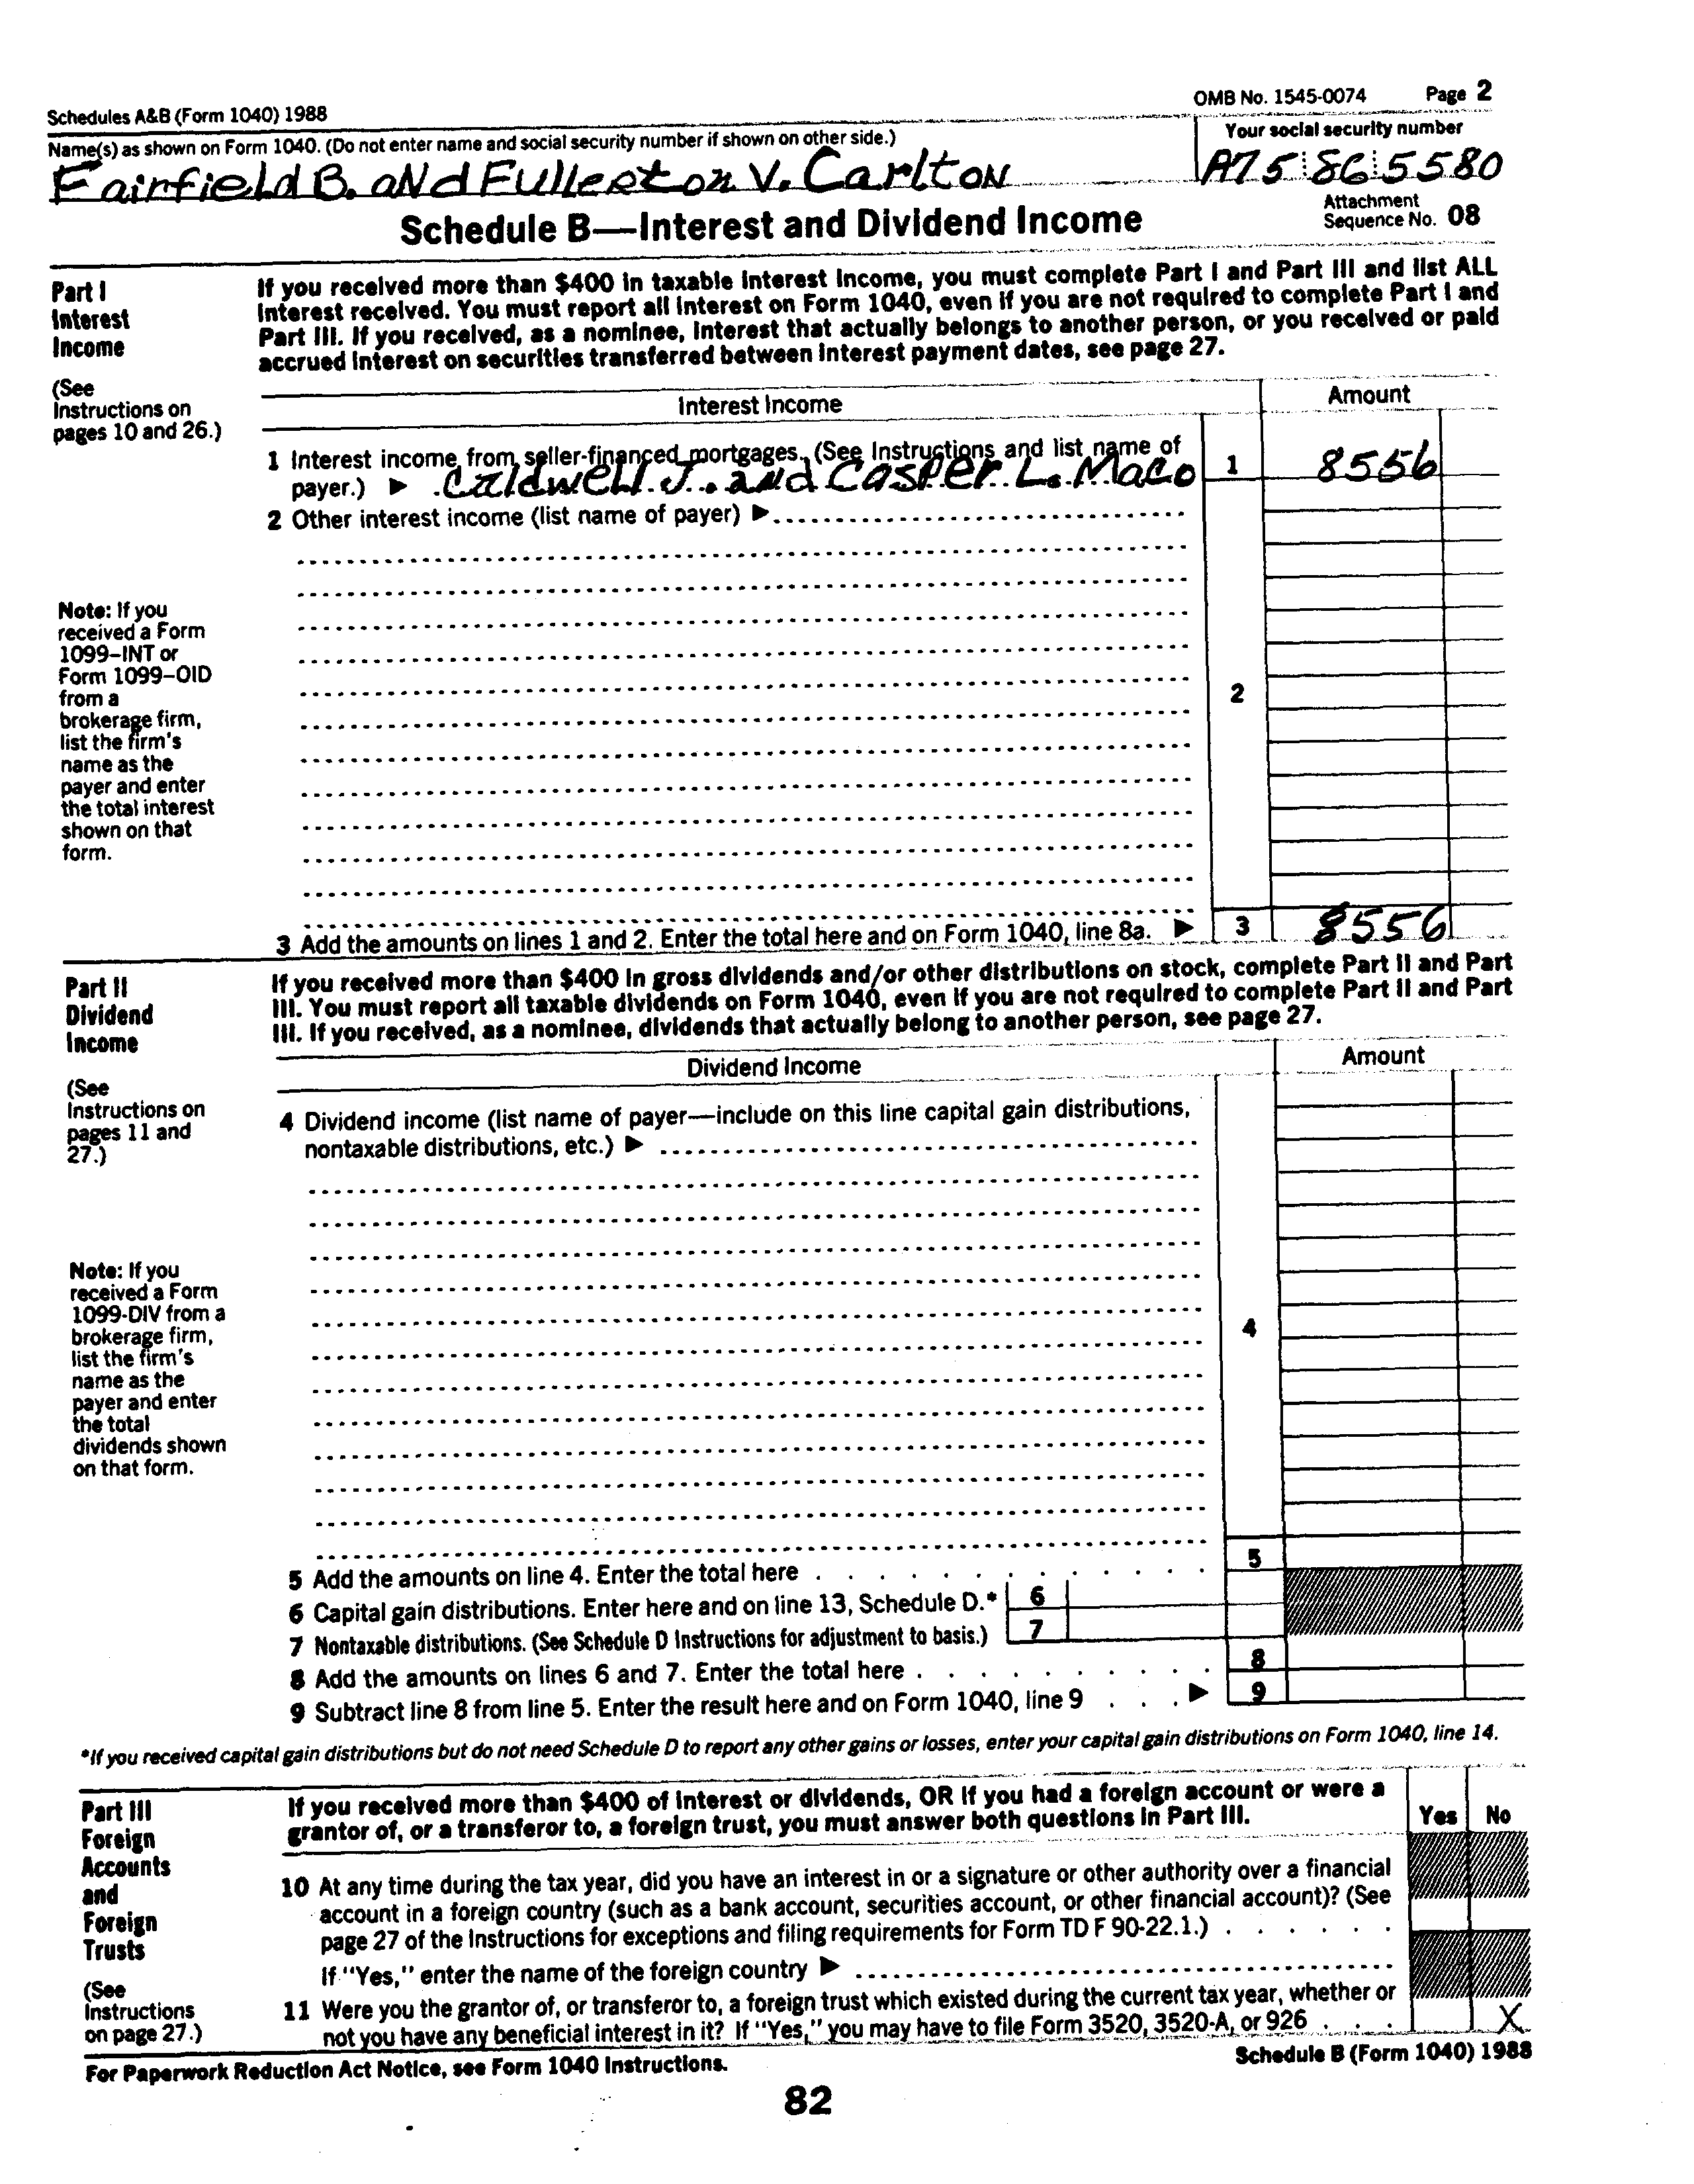 Schedules A&B (Form 1040) 1988
OMB No. 1545-0074 Page 2
Name(s) as shown on Form 1040. (Do not enter name and social security number if shown on other side.)
Your social security number
Fairfield B. aNd Fullerton V. Carlton
A75 86 5580
Schedule B—Interest and Dividend Income
Attachment
Sequence No. 08
Part I
Interest
Income
(See
Instructions on
pages 10 and 26.)
If you received more than $400 in taxable interest income, you must complete Part I and Part III and list ALL
interest received. You must report all interest on Form 1040, even if you are not required to complete Part I and
Part III. If you received, as a nominee, interest that actually belongs to another person, or you received or paid
accrued interest on securities transferred between interest payment dates, see page 27.
Interest Income
Amount
1 Interest income from seller-financed mortgages. (See Instructions and list name of
payer.) ▶ Caldwell J. and Casper L. Maco
1 8556
2 Other interest income (list name of payer) ▶
Note: If you
received a Form
1099–INT or
Form 1099–OID
from a
brokerage firm,
list the firm's
name as the
payer and enter
the total interest
shown on that
form.
2
3 Add the amounts on lines 1 and 2. Enter the total here and on Form 1040, line 8a. ▶ 3 8556
Part II
Dividend
Income
(See
Instructions on
pages 11 and
27.)
If you received more than $400 in gross dividends and/or other distributions on stock, complete Part II and Part
III. You must report all taxable dividends on Form 1040, even if you are not required to complete Part II and Part
III. If you received, as a nominee, dividends that actually belong to another person, see page 27.
Dividend Income
Amount
4 Dividend income (list name of payer—include on this line capital gain distributions,
nontaxable distributions, etc.) ▶
Note: If you
received a Form
1099-DIV from a
brokerage firm,
list the firm's
name as the
payer and enter
the total
dividends shown
on that form.
4
5 Add the amounts on line 4. Enter the total here . . . . . . . . . . . . 5
6 Capital gain distributions. Enter here and on line 13, Schedule D.* 6
7 Nontaxable distributions. (See Schedule D Instructions for adjustment to basis.) 7
8 Add the amounts on lines 6 and 7. Enter the total here . . . . . . . . . . 8
9 Subtract line 8 from line 5. Enter the result here and on Form 1040, line 9 . . . ▶ 9
*If you received capital gain distributions but do not need Schedule D to report any other gains or losses, enter your capital gain distributions on Form 1040, line 14.
Part III
Foreign
Accounts
and
Foreign
Trusts
(See
Instructions
on page 27.)
If you received more than $400 of interest or dividends, OR if you had a foreign account or were a
grantor of, or a transferor to, a foreign trust, you must answer both questions in Part III.
Yes No
10 At any time during the tax year, did you have an interest in or a signature or other authority over a financial
account in a foreign country (such as a bank account, securities account, or other financial account)? (See
page 27 of the Instructions for exceptions and filing requirements for Form TD F 90-22.1.) . . . . . .
If "Yes," enter the name of the foreign country ▶
11 Were you the grantor of, or transferor to, a foreign trust which existed during the current tax year, whether or
not you have any beneficial interest in it? If "Yes," you may have to file Form 3520, 3520-A, or 926 . . . X
For Paperwork Reduction Act Notice, see Form 1040 Instructions.
Schedule B (Form 1040) 1988
82